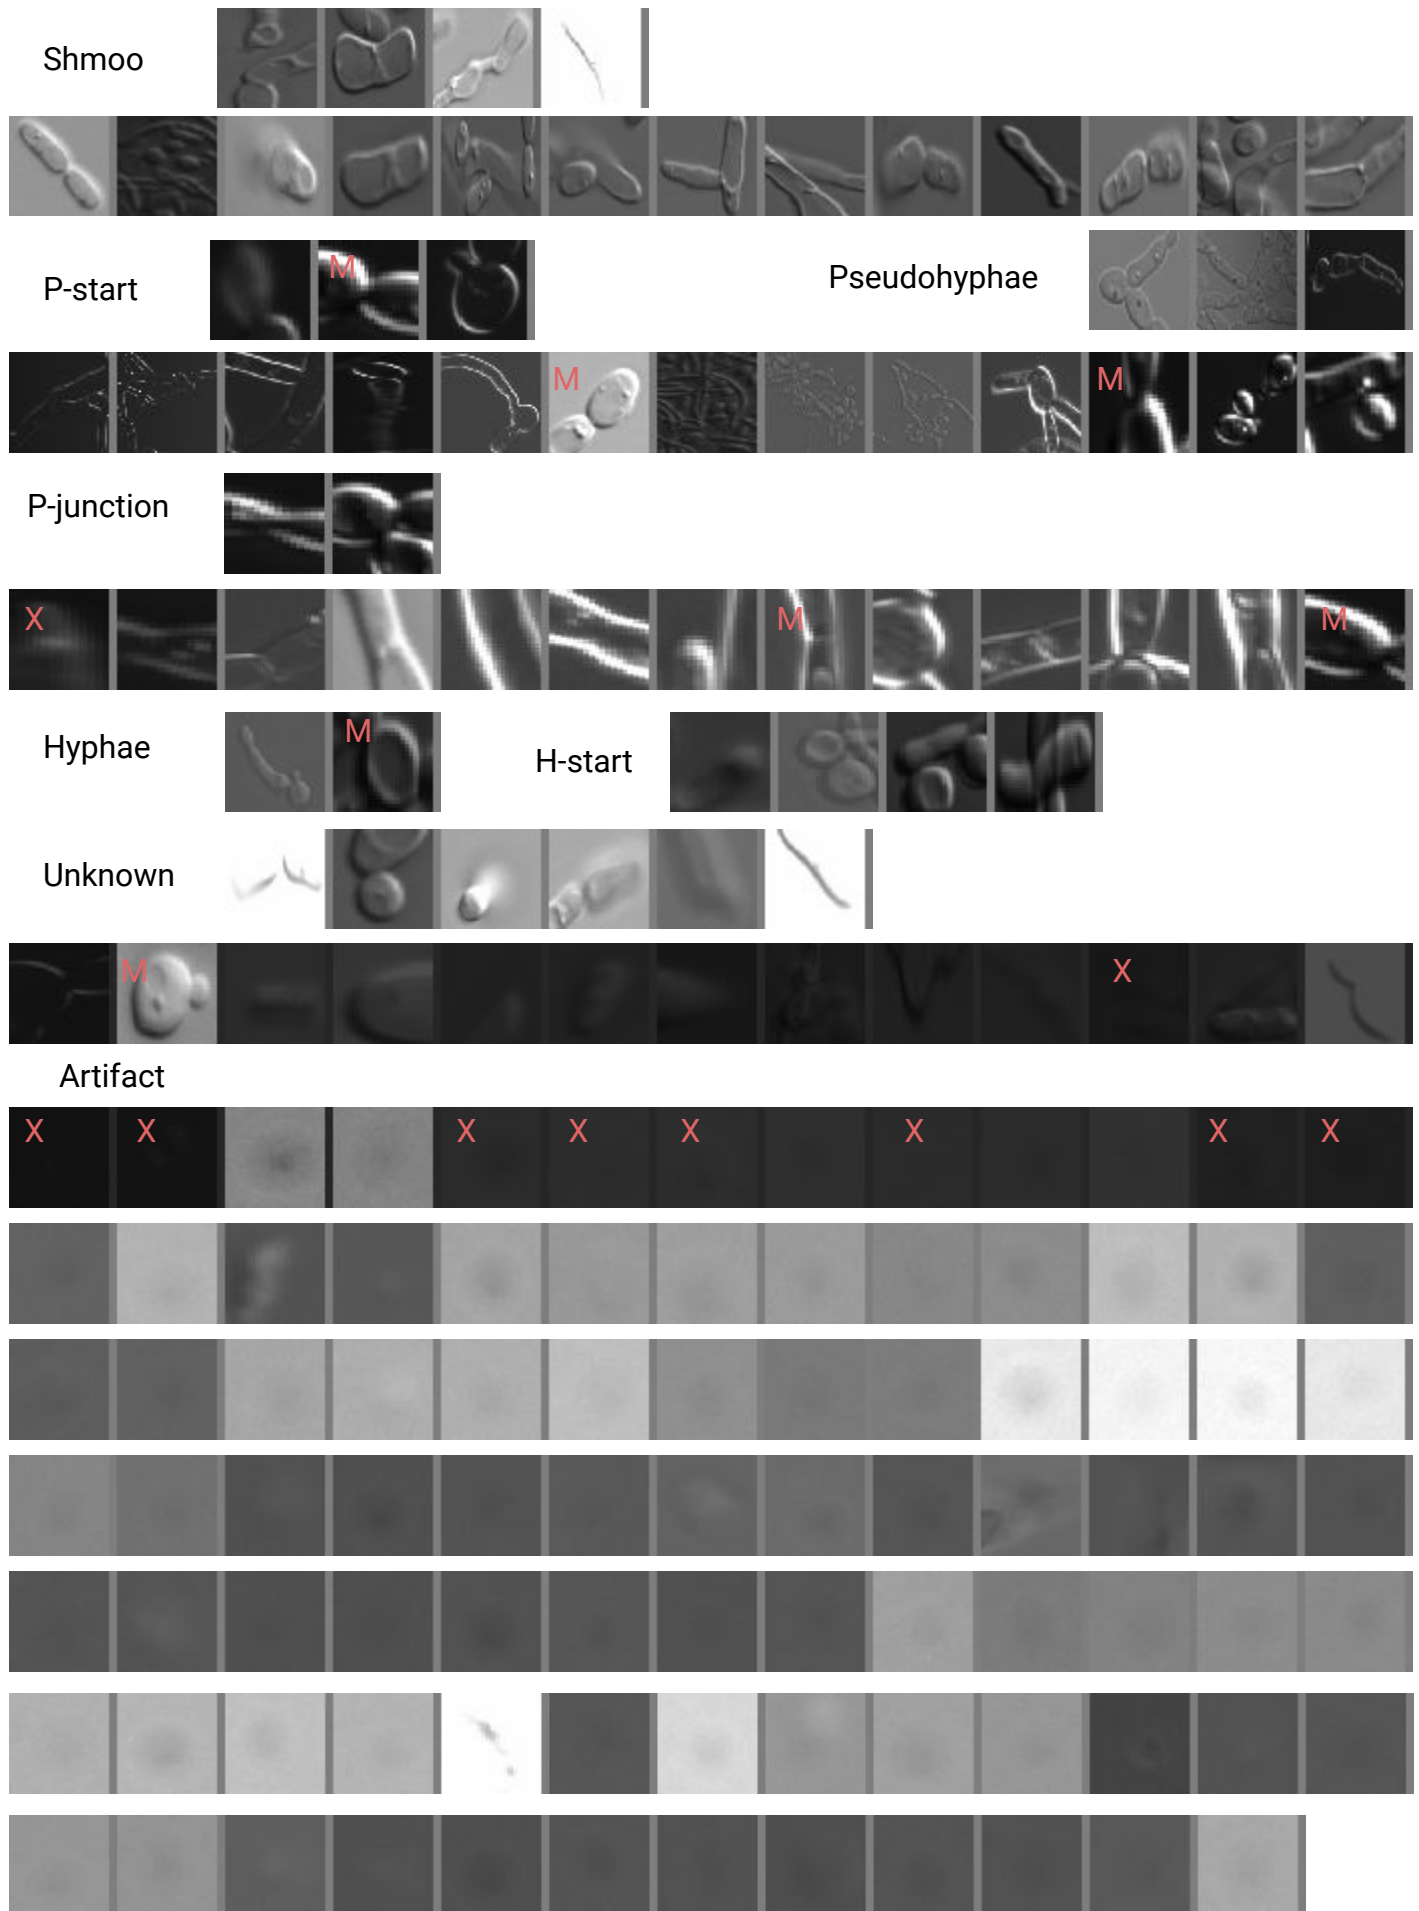 Shmoo
P-start
M
Pseudohyphae
M
M
P-junction
X
M
M
Hyphae
M
H-start
Unknown
M
X
Artifact
X X X X X X X X